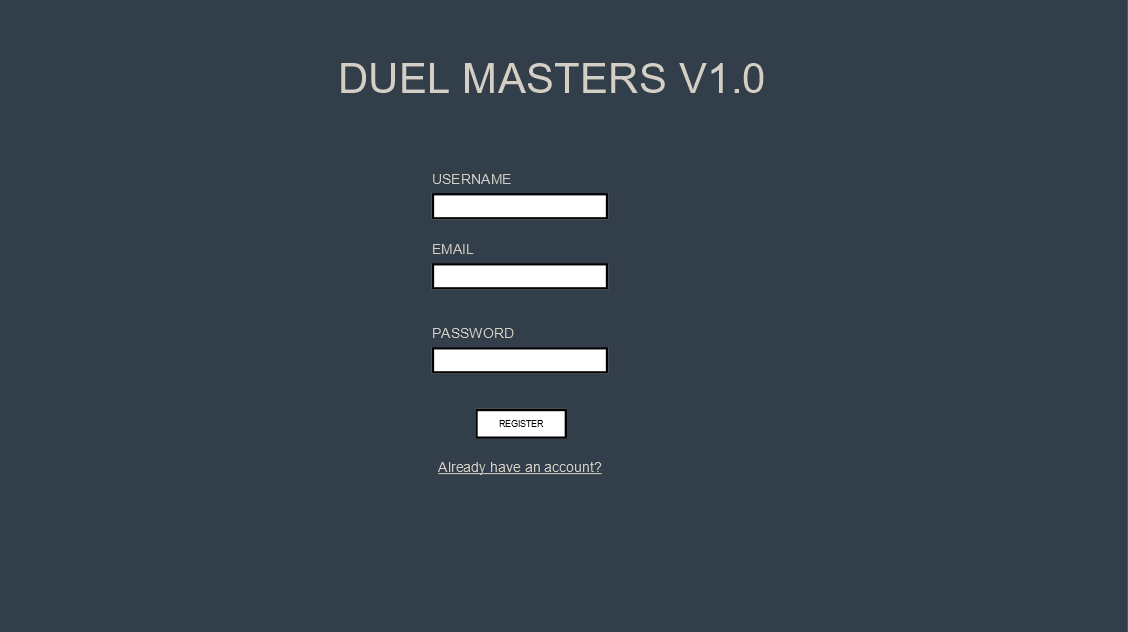 DUEL MASTERS V1.0
USERNAME
EMAIL
PASSWORD
REGISTER
Already have an account?